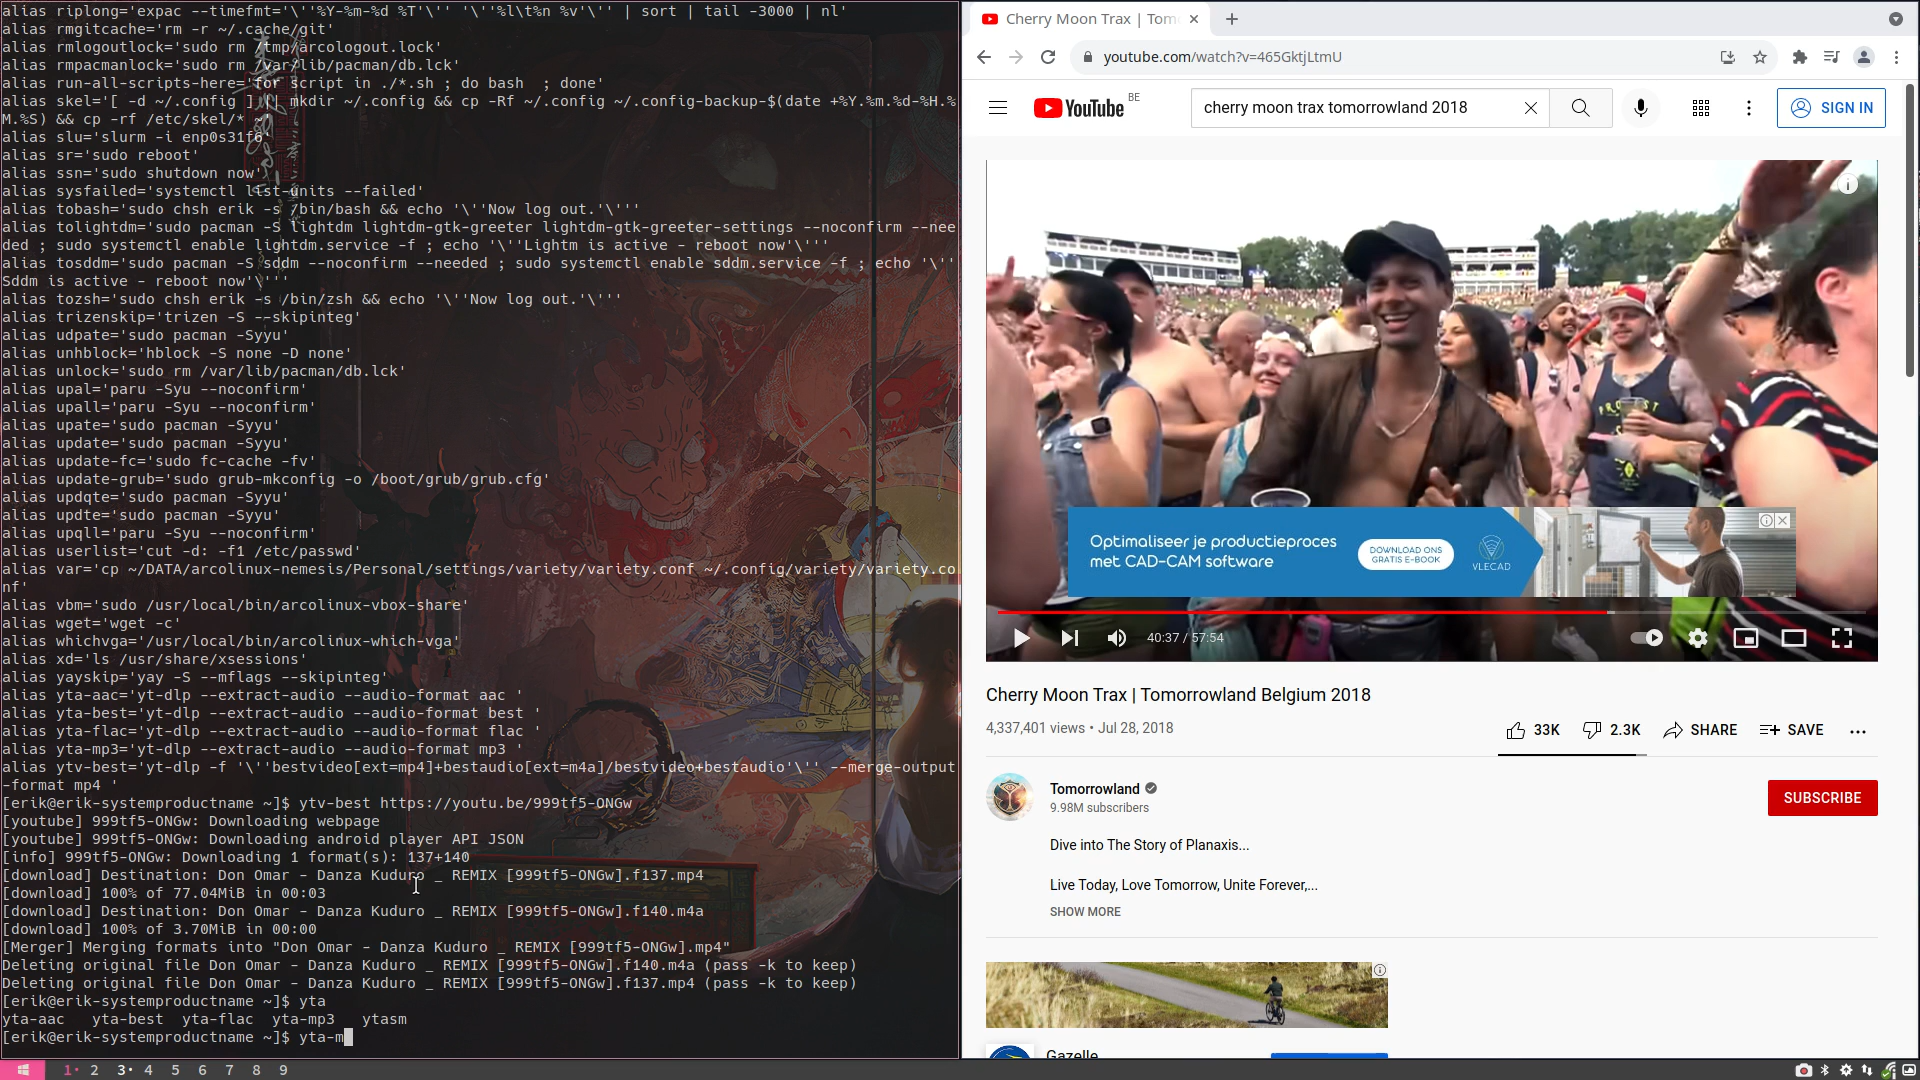 alias riplong='expac --timefmt='\''%Y-%m-%d %T'\'' '\''%l\t%n %v'\'' | sort | tail -3000 | nl'
alias rmgitcache='rm -r ~/.cache/git'
alias rmlogoutlock='sudo rm /tmp/arcologout.lock'
alias rmpacmanlock='sudo rm /var/lib/pacman/db.lck'
alias run-all-scripts-here='for script in ./*.sh ; do bash  ; done'
alias skel='[ -d ~/.config ] || mkdir ~/.config && cp -Rf ~/.config ~/.config-backup-$(date +%Y.%m.%d-%H.%
M.%S) && cp -rf /etc/skel/* ~'
alias slu='slurm -i enp0s31f6'
alias sr='sudo reboot'
alias ssn='sudo shutdown now'
alias sysfailed='systemctl list-units --failed'
alias tobash='sudo chsh erik -s /bin/bash && echo '\''Now log out.'\'''
alias tolightdm='sudo pacman -S lightdm lightdm-gtk-greeter lightdm-gtk-greeter-settings --noconfirm --nee
ded ; sudo systemctl enable lightdm.service -f ; echo '\''Lightm is active - reboot now'\'''
alias tosddm='sudo pacman -S sddm --noconfirm --needed ; sudo systemctl enable sddm.service -f ; echo '\''
Sddm is active - reboot now'\'''
alias tozsh='sudo chsh erik -s /bin/zsh && echo '\''Now log out.'\'''
alias trizenskip='trizen -S --skipinteg'
alias udpate='sudo pacman -Syyu'
alias unhblock='hblock -S none -D none'
alias unlock='sudo rm /var/lib/pacman/db.lck'
alias upal='paru -Syu --noconfirm'
alias upall='paru -Syu --noconfirm'
alias upate='sudo pacman -Syyu'
alias update='sudo pacman -Syyu'
alias update-fc='sudo fc-cache -fv'
alias update-grub='sudo grub-mkconfig -o /boot/grub/grub.cfg'
alias updqte='sudo pacman -Syyu'
alias updte='sudo pacman -Syyu'
alias upqll='paru -Syu --noconfirm'
alias userlist='cut -d: -f1 /etc/passwd'
alias var='cp ~/DATA/arcolinux-nemesis/Personal/settings/variety/variety.conf ~/.config/variety/variety.co
nf'
alias vbm='sudo /usr/local/bin/arcolinux-vbox-share'
alias wget='wget -c'
alias whichvga='/usr/local/bin/arcolinux-which-vga'
alias xd='ls /usr/share/xsessions'
alias yayskip='yay -S --mflags --skipinteg'
alias yta-aac='yt-dlp --extract-audio --audio-format aac '
alias yta-best='yt-dlp --extract-audio --audio-format best '
alias yta-flac='yt-dlp --extract-audio --audio-format flac '
alias yta-mp3='yt-dlp --extract-audio --audio-format mp3 '
alias ytv-best='yt-dlp -f '\''bestvideo[ext=mp4]+bestaudio[ext=m4a]/bestvideo+bestaudio'\'' --merge-output
-format mp4 '
[erik@erik-systemproductname ~]$ ytv-best https://youtu.be/999tf5-ONGw
[youtube] 999tf5-ONGw: Downloading webpage
[youtube] 999tf5-ONGw: Downloading android player API JSON
[info] 999tf5-ONGw: Downloading 1 format(s): 137+140
[download] Destination: Don Omar - Danza Kuduro _ REMIX [999tf5-ONGw].f137.mp4
[download] 100% of 77.04MiB in 00:03
[download] Destination: Don Omar - Danza Kuduro _ REMIX [999tf5-ONGw].f140.m4a
[download] 100% of 3.70MiB in 00:00
[Merger] Merging formats into "Don Omar - Danza Kuduro _ REMIX [999tf5-ONGw].mp4"
Deleting original file Don Omar - Danza Kuduro _ REMIX [999tf5-ONGw].f140.m4a (pass -k to keep)
Deleting original file Don Omar - Danza Kuduro _ REMIX [999tf5-ONGw].f137.mp4 (pass -k to keep)
[erik@erik-systemproductname ~]$ yta
yta-aac   yta-best  yta-flac  yta-mp3   ytasm
[erik@erik-systemproductname ~]$ yta-m
1 2 3 4 5 6 7 8 9
Cherry Moon Trax | Tom
youtube.com/watch?v=465GktjLtmU
YouTube BE
cherry moon trax tomorrowland 2018
SIGN IN
Optimaliseer je productieproces
met CAD-CAM software
DOWNLOAD ONS
GRATIS E-BOOK
VLECAD
40:37 / 57:54
Cherry Moon Trax | Tomorrowland Belgium 2018
4,337,401 views • Jul 28, 2018
33K
2.3K
SHARE
SAVE
Tomorrowland
9.98M subscribers
SUBSCRIBE
Dive into The Story of Planaxis...
Live Today, Love Tomorrow, Unite Forever,...
SHOW MORE
Gazelle